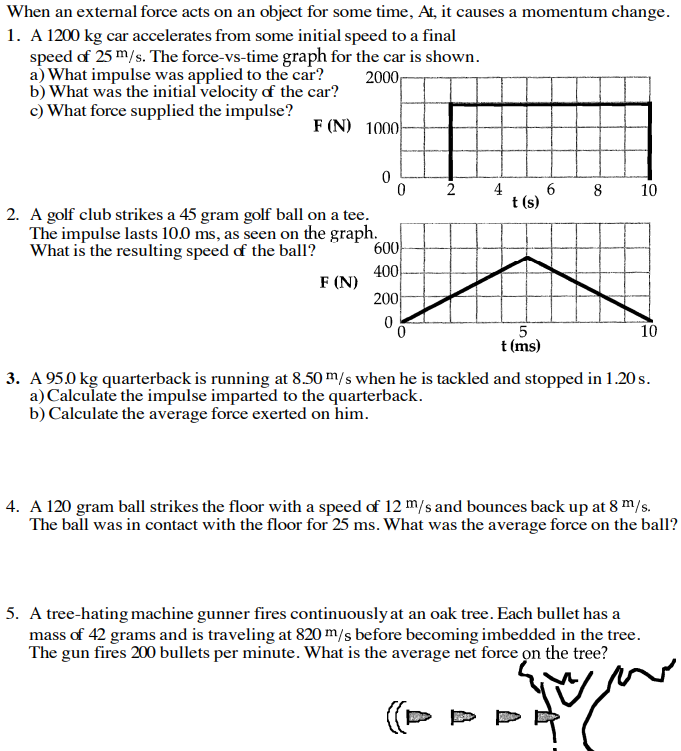 When an external force acts on an object for some time, Δt, it causes a momentum change.
1. A 1200 kg car accelerates from some initial speed to a final
speed of 25 m/s. The force-vs-time graph for the car is shown.
a) What impulse was applied to the car?
b) What was the initial velocity of the car?
c) What force supplied the impulse?
2000
F (N) 1000
0
0 2 4 6 8 10
t (s)
2. A golf club strikes a 45 gram golf ball on a tee.
The impulse lasts 10.0 ms, as seen on the graph.
What is the resulting speed of the ball?
600
400
F (N)
200
0
0 5 10
t (ms)
3. A 95.0 kg quarterback is running at 8.50 m/s when he is tackled and stopped in 1.20 s.
a) Calculate the impulse imparted to the quarterback.
b) Calculate the average force exerted on him.
4. A 120 gram ball strikes the floor with a speed of 12 m/s and bounces back up at 8 m/s.
The ball was in contact with the floor for 25 ms. What was the average force on the ball?
5. A tree-hating machine gunner fires continuously at an oak tree. Each bullet has a
mass of 42 grams and is traveling at 820 m/s before becoming imbedded in the tree.
The gun fires 200 bullets per minute. What is the average net force on the tree?